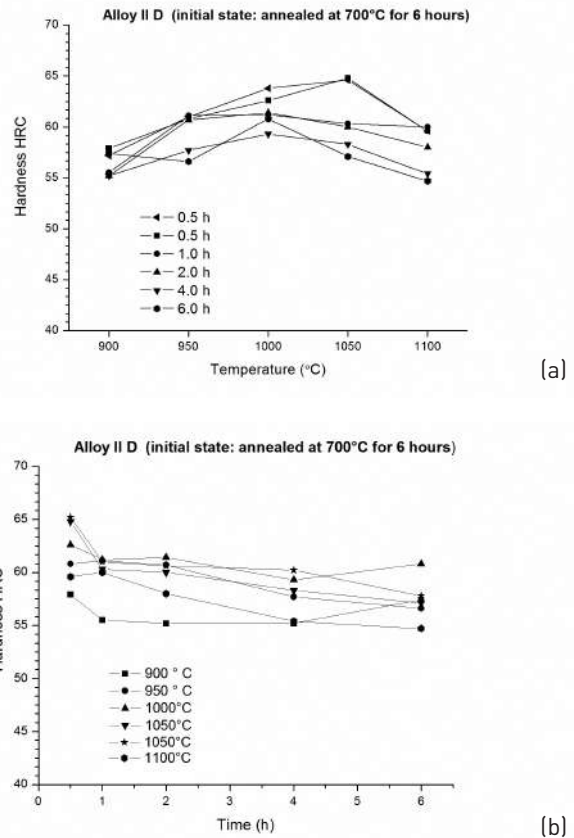 Alloy II D (initial state: annealed at 700°C for 6 hours)
70
65
60
55
50
45
40
Hardness HRC
0.5 h
0.5 h
1.0 h
2.0 h
4.0 h
6.0 h
900 950 1000 1050 1100
Temperature (°C)
(a)
Alloy II D (initial state: annealed at 700°C for 6 hours)
70
65
60
55
50
45
40
900 ° C
950 ° C
1000°C
1050°C
1050°C
1100°C
0 1 2 3 4 5 6
Time (h)
(b)